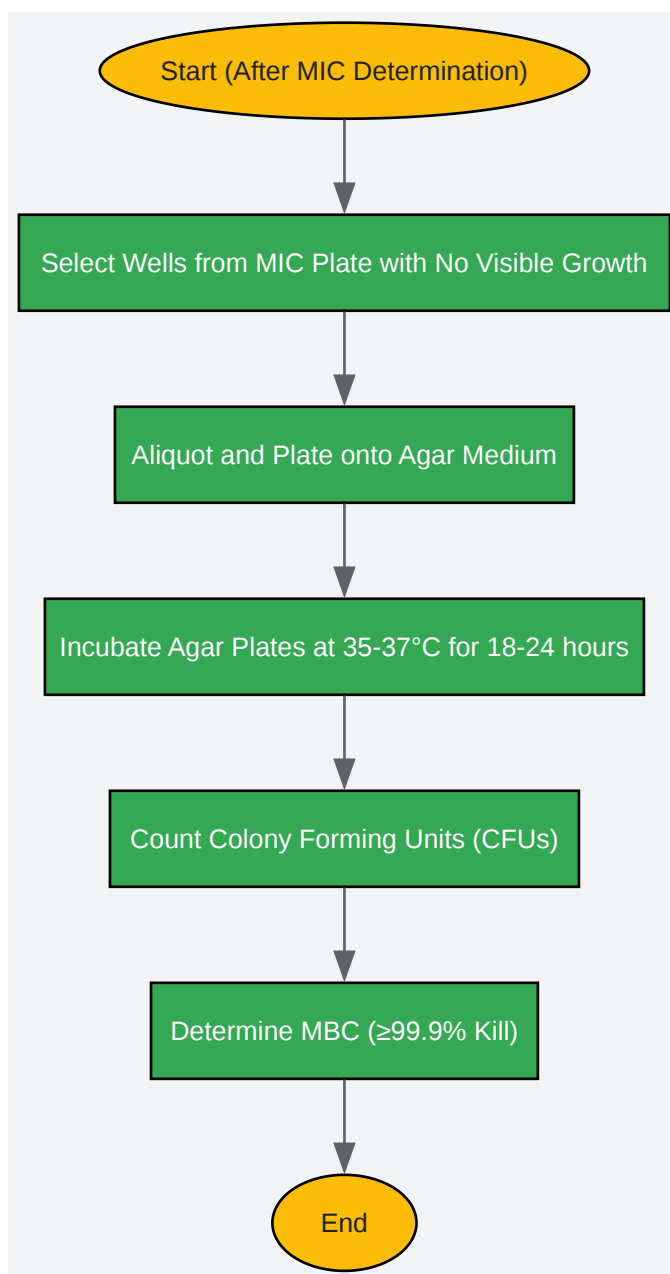 Start (After MIC Determination)
Select Wells from MIC Plate with No Visible Growth
Aliquot and Plate onto Agar Medium
Incubate Agar Plates at 35-37°C for 18-24 hours
Count Colony Forming Units (CFUs)
Determine MBC (≥99.9% Kill)
End